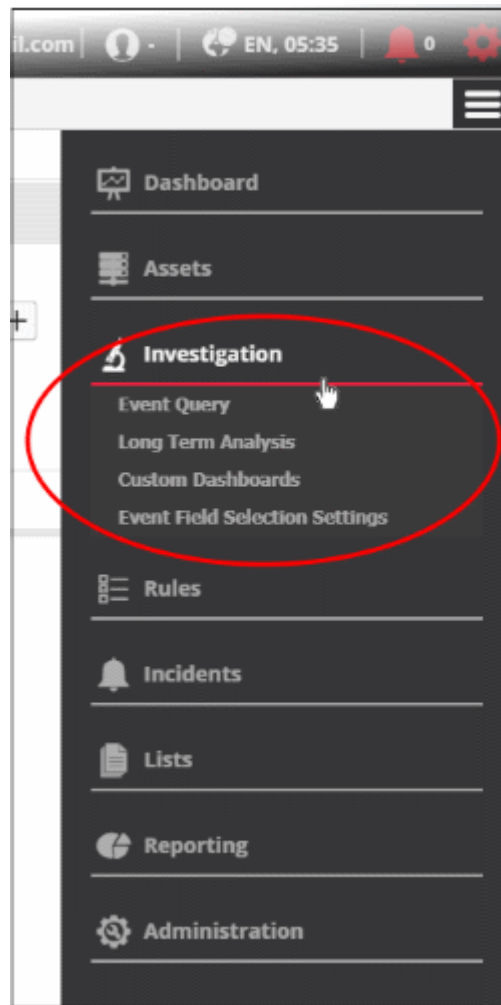 il.com | - | EN, 05:35 | 0
Dashboard
Assets
+
Investigation
Event Query
Long Term Analysis
Custom Dashboards
Event Field Selection Settings
Rules
Incidents
Lists
Reporting
Administration